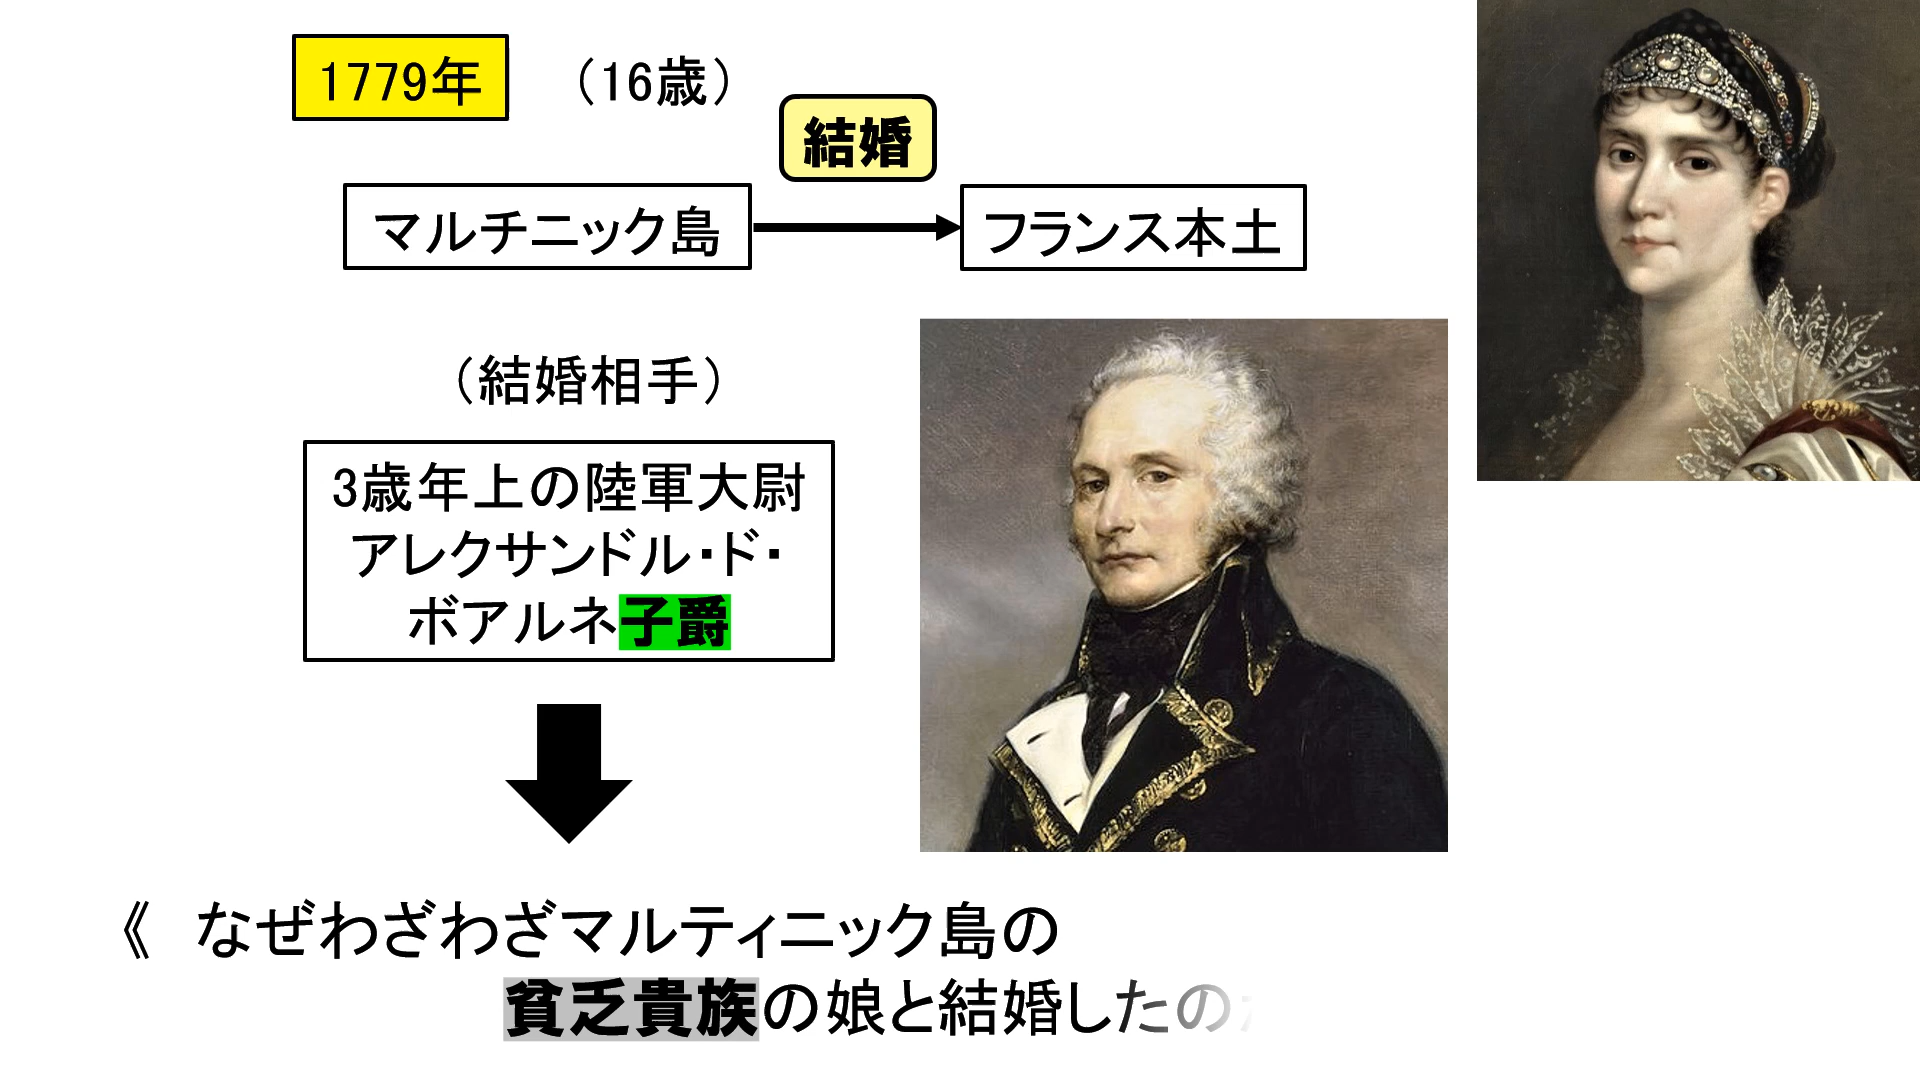 1779年 （16歳）
結婚
マルチニック島
フランス本土
（結婚相手）
3歳年上の陸軍大尉
アレクサンドル・ド・
ボアルネ子爵
《 なぜわざわざマルティニック島の
貧乏貴族の娘と結婚したの